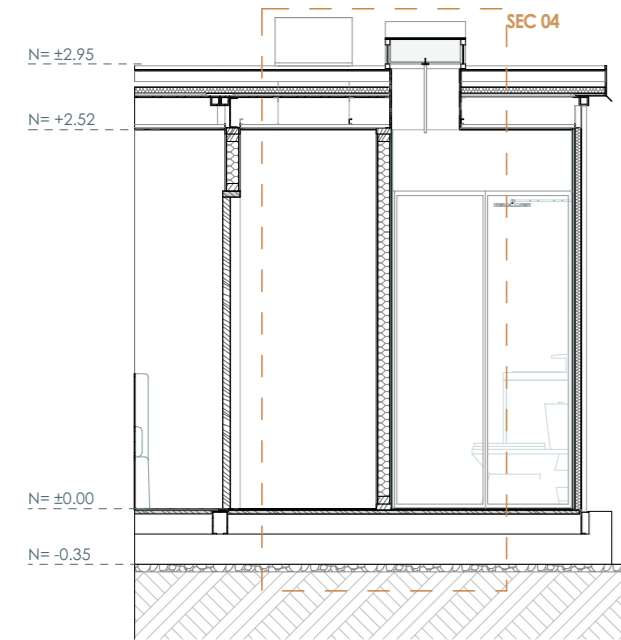 SEC 04
N= ±2.95
N= +2.52
N= ±0.00
N= -0.35